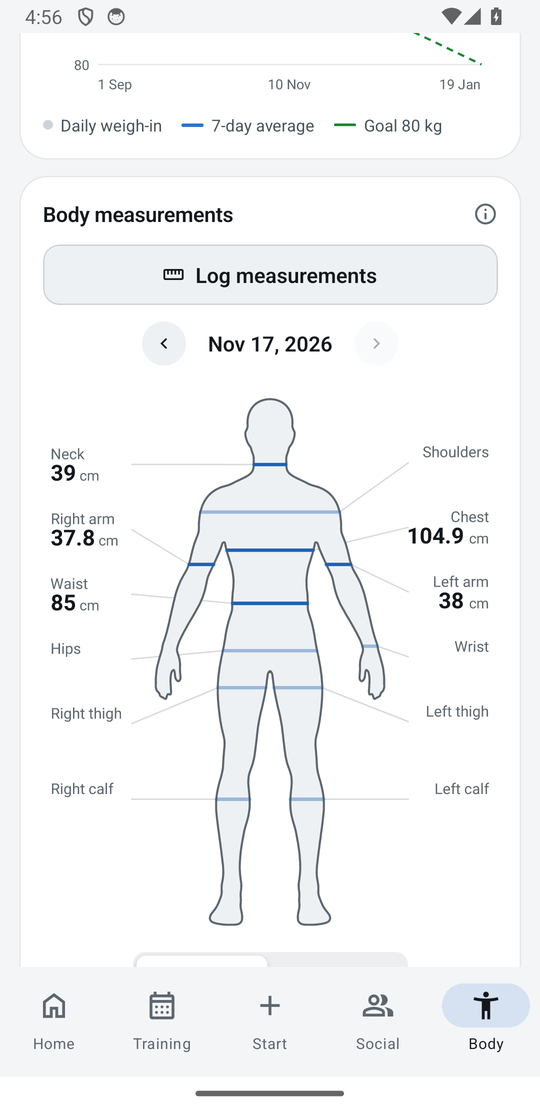 4:56
80
1 Sep 10 Nov 19 Jan
Daily weigh-in 7-day average Goal 80 kg
Body measurements
Log measurements
Nov 17, 2026
Neck
39 cm
Shoulders
Right arm
37.8 cm
Chest
104.9 cm
Waist
85 cm
Left arm
38 cm
Hips
Wrist
Right thigh
Left thigh
Right calf
Left calf
Home Training Start Social Body